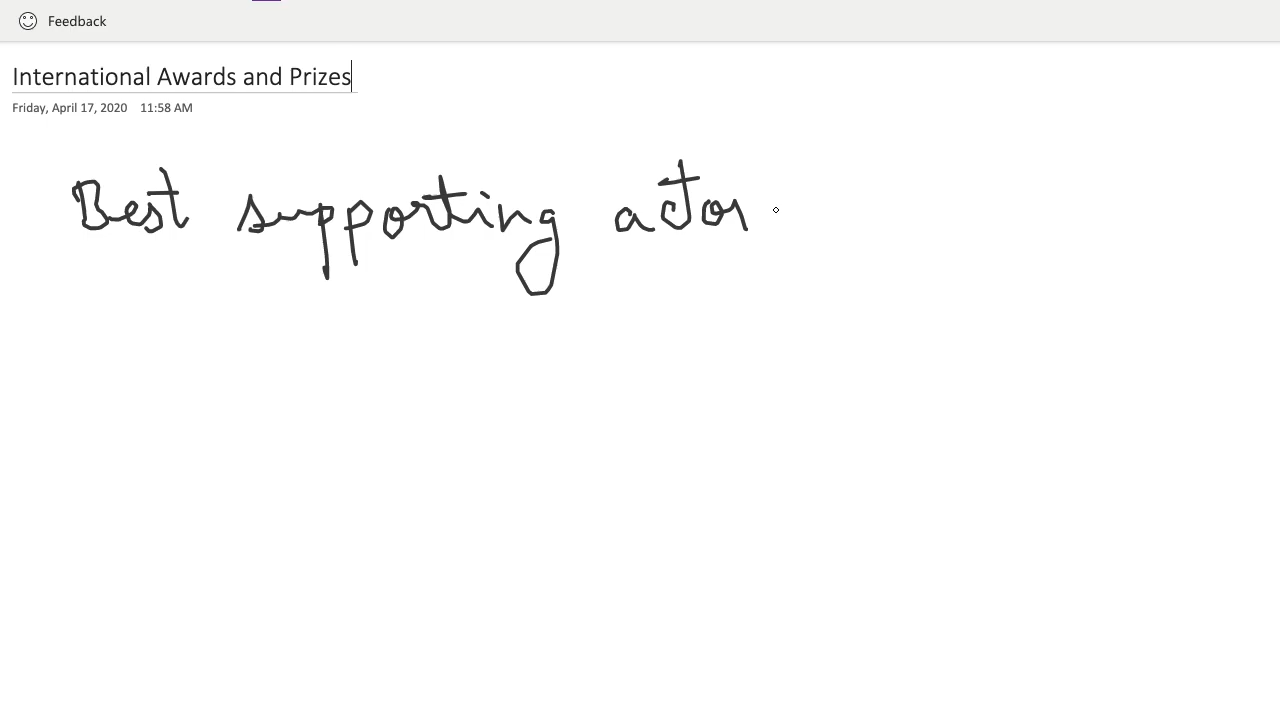 Feedback
International Awards and Prizes
Friday, April 17, 2020 11:58 AM
Best supporting actor